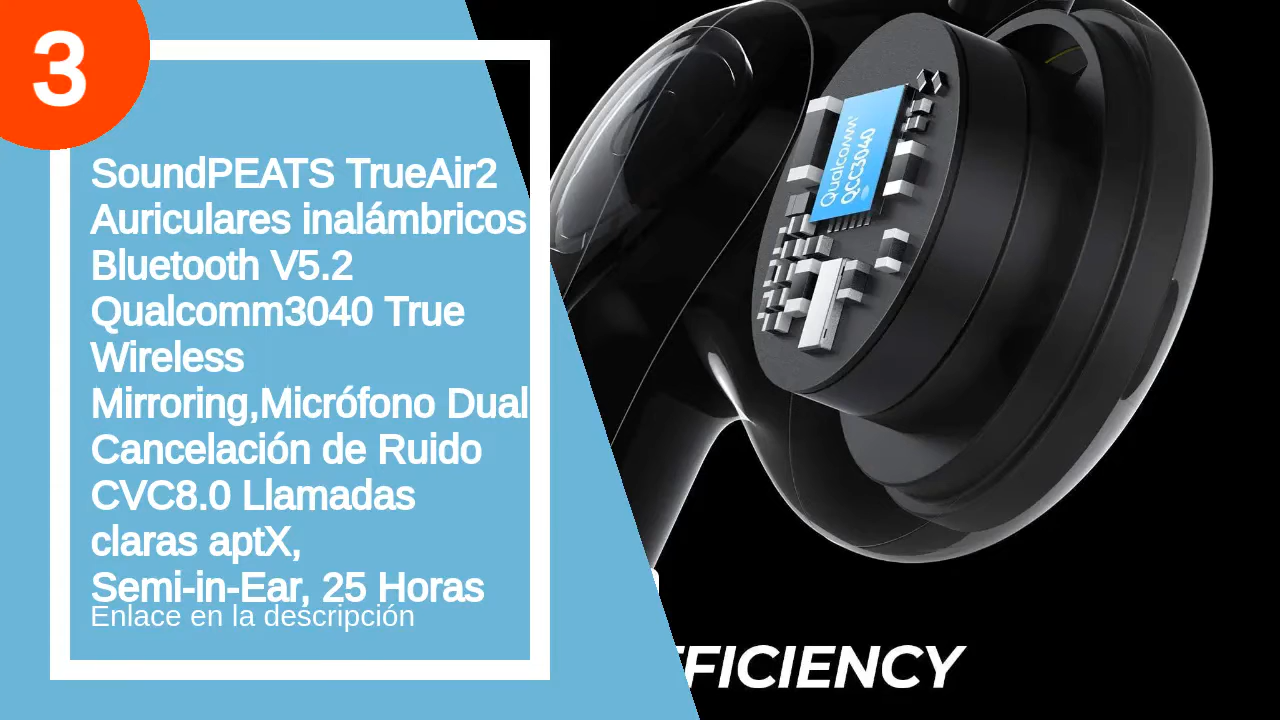 3
SoundPEATS TrueAir2
Auriculares inalámbricos
Bluetooth V5.2
Qualcomm3040 True
Wireless
Mirroring,Micrófono Dual
Cancelación de Ruido
CVC8.0 Llamadas
claras aptX,
Semi-in-Ear, 25 Horas
Enlace en la descripción
Qualcomm
QCC3040
FFICIENCY